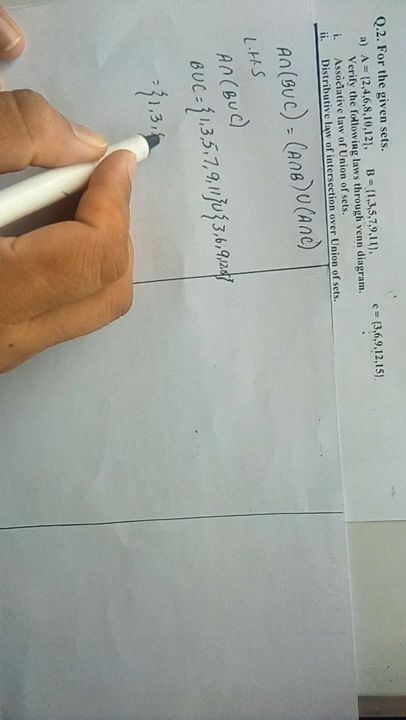 Q.2. For the given sets.
a) A = {2,4,6,8,10,12}, B = {1,3,5,7,9,11}, c = {3,6,9,12,15}
Verify the following laws through venn diagram.
i. Associative law of Union of sets.
ii. Distributive law of intersection over Union of sets.
A∩(B∪C) = (A∩B)∪(A∩C)
L.H.S
A∩(B∪C)
B∪C = {1,3,5,7,9,11}∪{3,6,9,12,15}
= {1,3,